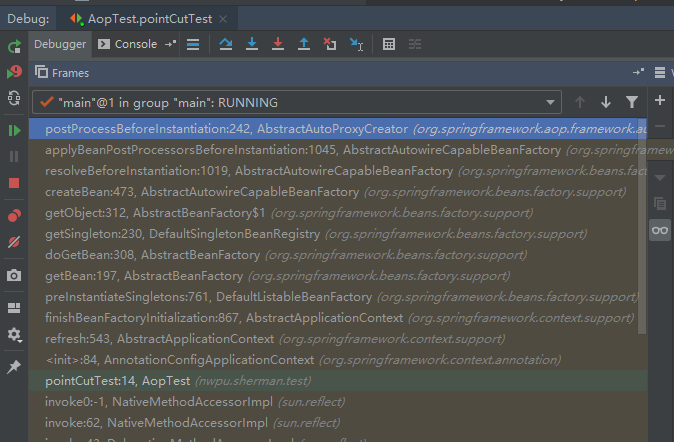 Debug: AopTest.pointCutTest
Debugger Console
Frames
"main"@1 in group "main": RUNNING
postProcessBeforeInstantiation:242, AbstractAutoProxyCreator (org.springframework.aop.framework.au
applyBeanPostProcessorsBeforeInstantiation:1045, AbstractAutowireCapableBeanFactory (org.springframew
resolveBeforeInstantiation:1019, AbstractAutowireCapableBeanFactory (org.springframework.beans.factory
createBean:473, AbstractAutowireCapableBeanFactory (org.springframework.beans.factory.support)
getObject:312, AbstractBeanFactory$1 (org.springframework.beans.factory.support)
getSingleton:230, DefaultSingletonBeanRegistry (org.springframework.beans.factory.support)
doGetBean:308, AbstractBeanFactory (org.springframework.beans.factory.support)
getBean:197, AbstractBeanFactory (org.springframework.beans.factory.support)
preInstantiateSingletons:761, DefaultListableBeanFactory (org.springframework.beans.factory.support)
finishBeanFactoryInitialization:867, AbstractApplicationContext (org.springframework.context.support)
refresh:543, AbstractApplicationContext (org.springframework.context.support)
<init>:84, AnnotationConfigApplicationContext (org.springframework.context.annotation)
pointCutTest:14, AopTest (nwpu.sherman.test)
invoke0:-1, NativeMethodAccessorImpl (sun.reflect)
invoke:62, NativeMethodAccessorImpl (sun.reflect)